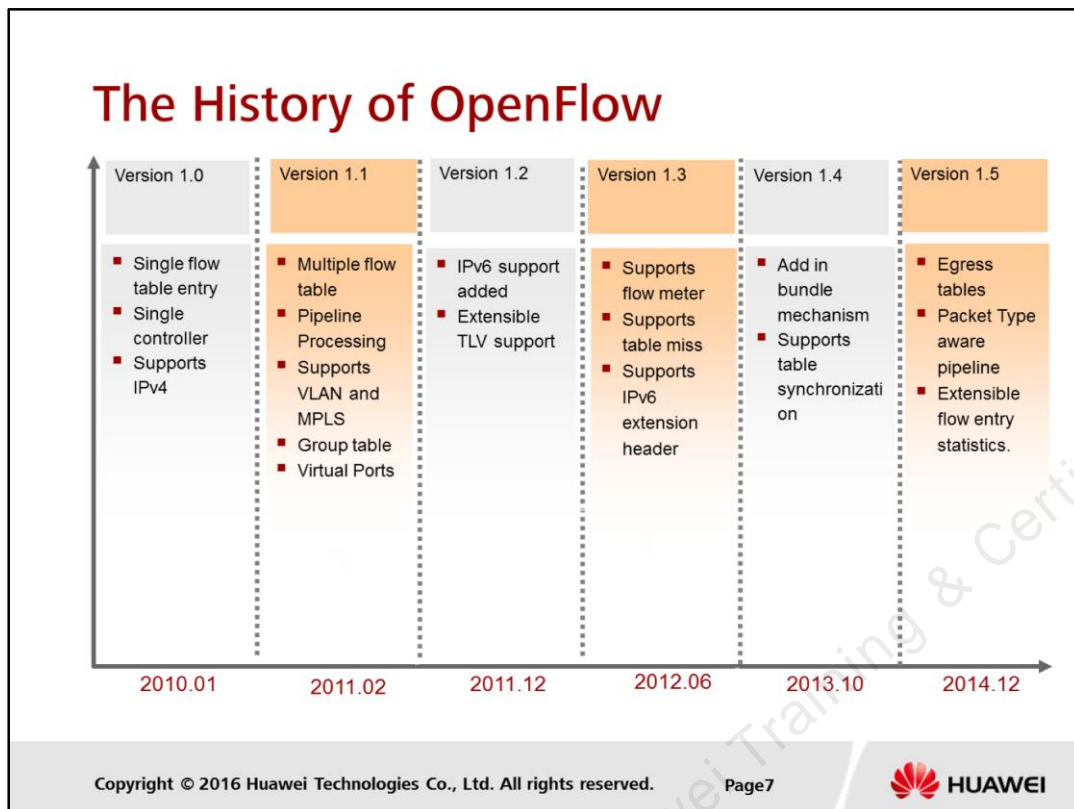 The History of OpenFlow
Version 1.0
Single flow
table entry
Single
controller
Supports
IPv4
2010.01
Version 1.1
Multiple flow
table
Pipeline
Processing
Supports
VLAN and
MPLS
Group table
Virtual Ports
2011.02
Version 1.2
IPv6 support
added
Extensible
TLV support
2011.12
Version 1.3
Supports
flow meter
Supports
table miss
Supports
IPv6
extension
header
2012.06
Version 1.4
Add in
bundle
mechanism
Supports
table
synchronizati
on
2013.10
Version 1.5
Egress
tables
Packet Type
aware
pipeline
Extensible
flow entry
statistics.
2014.12
Training & Certi
Copyright © 2016 Huawei Technologies Co., Ltd. All rights reserved.
Page7
HUAWEI